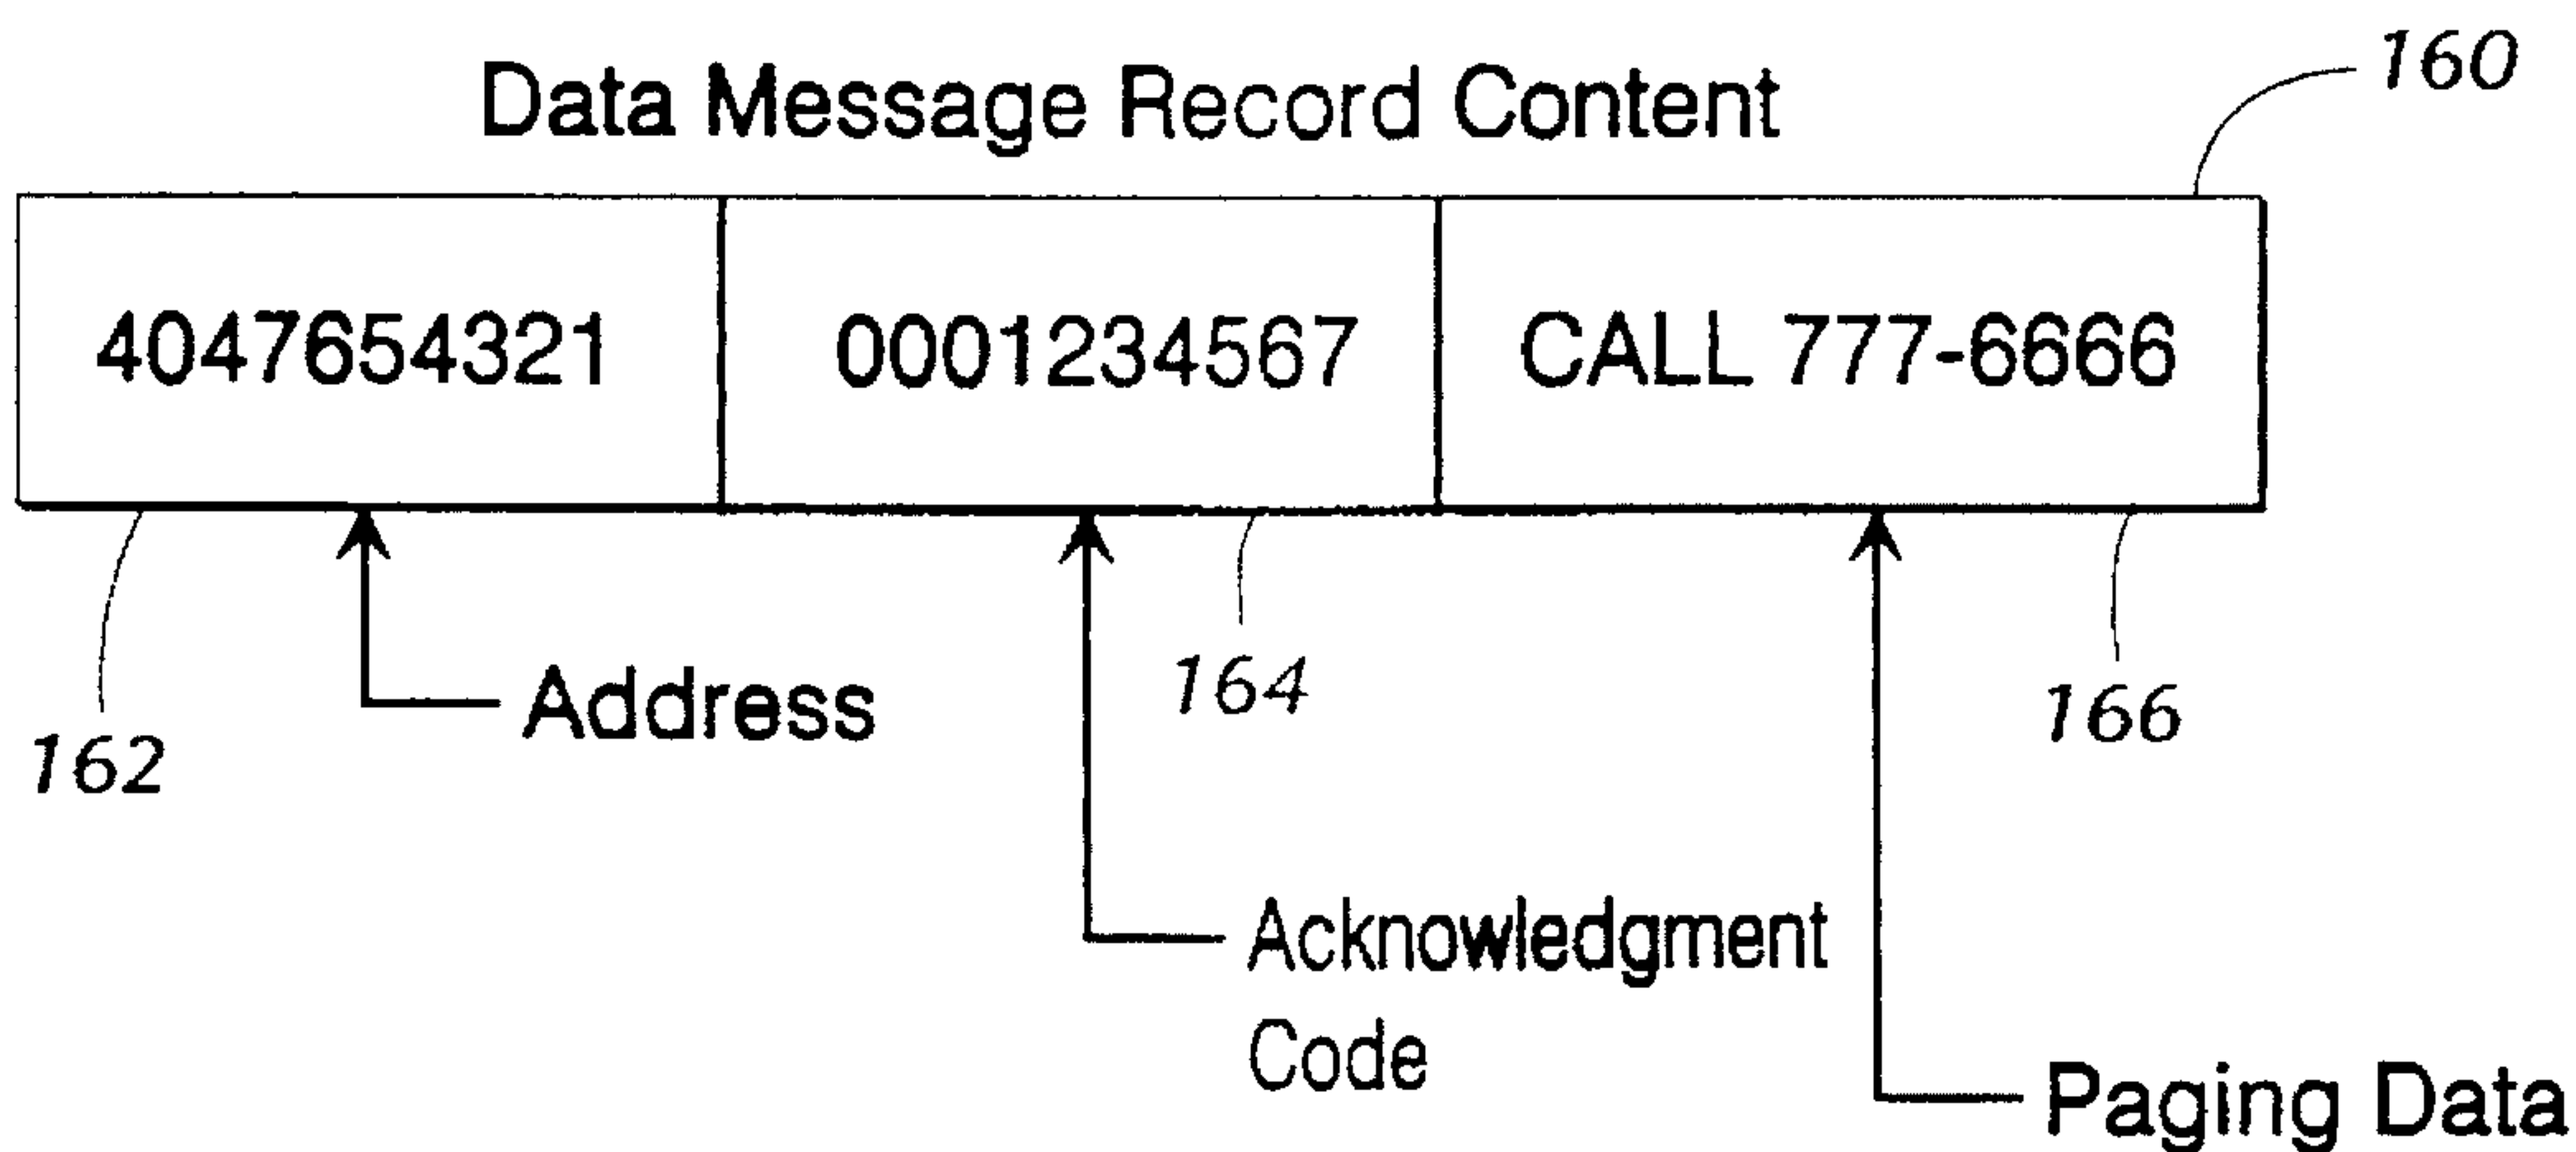 160
Data Message Record Content
4047654321 0001234567 CALL 777-6666
162
Address
164
166
Acknowledgment
Code
Paging Data